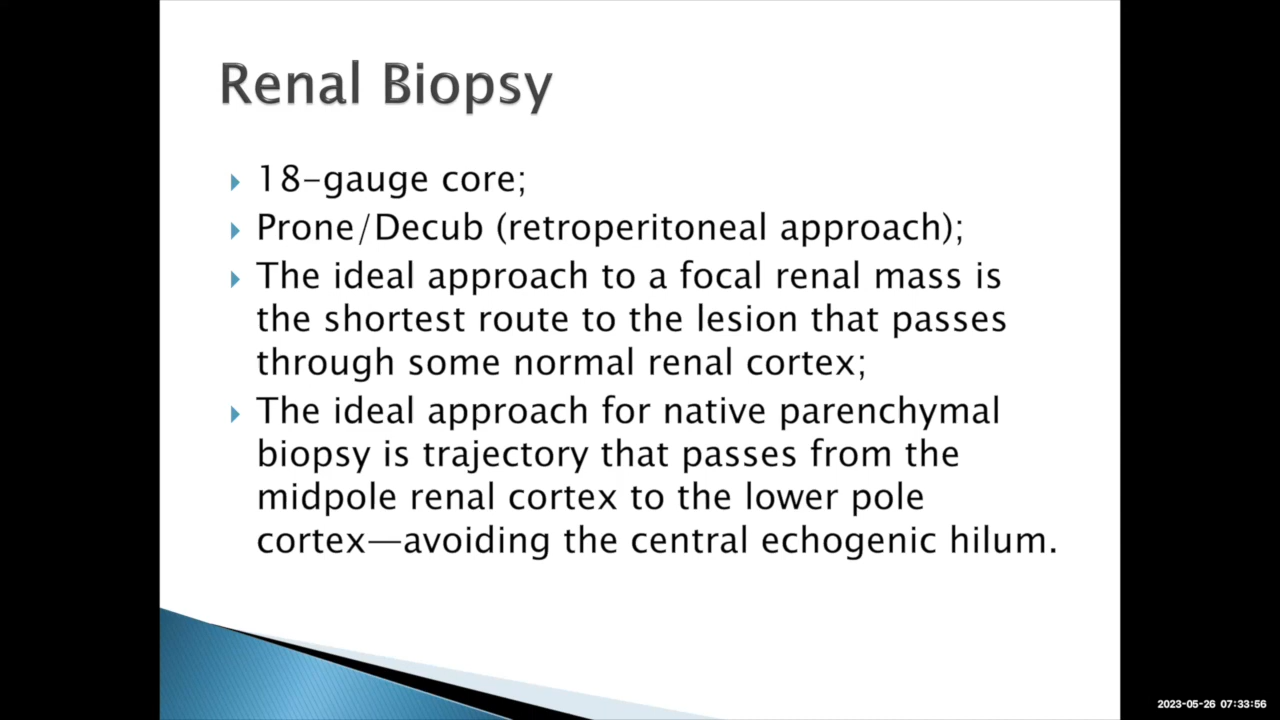 Renal Biopsy
18-gauge core;
Prone/Decub (retroperitoneal approach);
The ideal approach to a focal renal mass is
the shortest route to the lesion that passes
through some normal renal cortex;
The ideal approach for native parenchymal
biopsy is trajectory that passes from the
midpole renal cortex to the lower pole
cortex—avoiding the central echogenic hilum.
2023-05-26 07:33:56